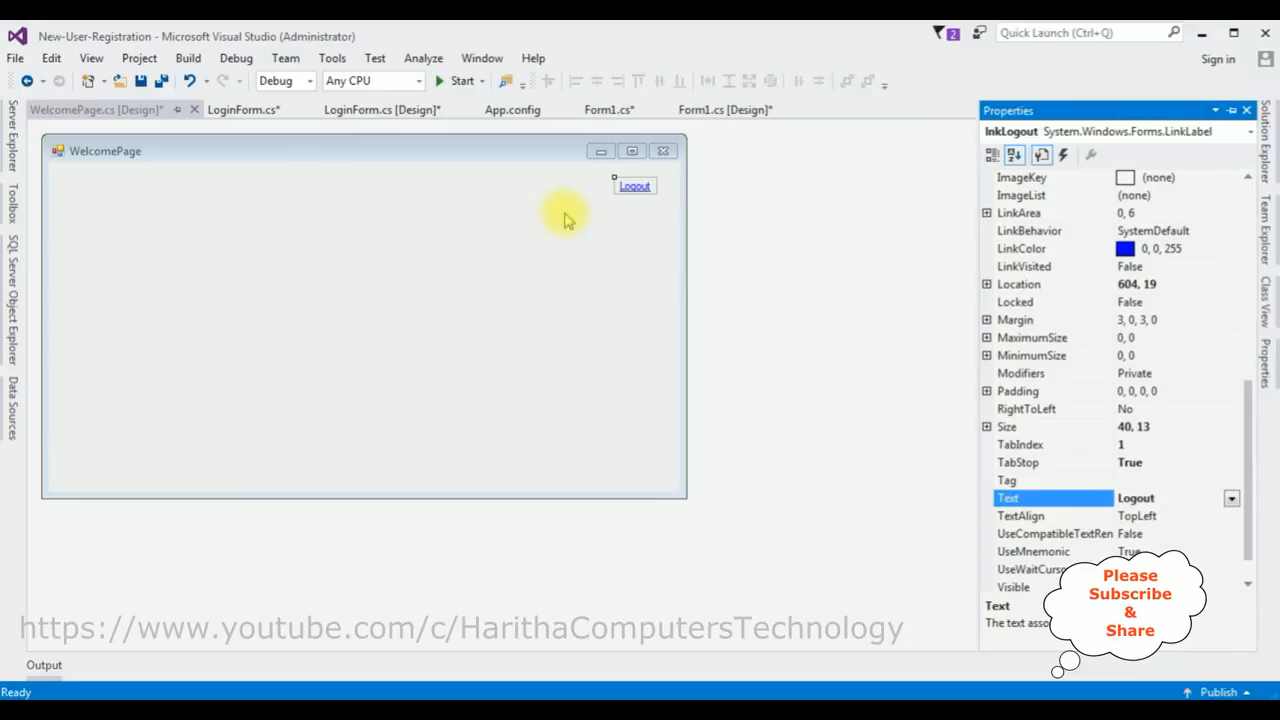 New-User-Registration - Microsoft Visual Studio (Administrator)
2
Quick Launch (Ctrl+Q)
File Edit View Project Build Debug Team Tools Test Analyze Window Help
Sign in
Debug Any CPU Start
WelcomePage.cs [Design]* LoginForm.cs* LoginForm.cs [Design]* App.config Form1.cs* Form1.cs [Design]*
Server Explorer
Toolbox
SQL Server Object Explorer
Data Sources
WelcomePage
Logout
Properties
lnkLogout System.Windows.Forms.LinkLabel
ImageKey (none)
ImageList (none)
LinkArea 0, 6
LinkBehavior SystemDefault
LinkColor 0, 0, 255
LinkVisited False
Location 604, 19
Locked False
Margin 3, 0, 3, 0
MaximumSize 0, 0
MinimumSize 0, 0
Modifiers Private
Padding 0, 0, 0, 0
RightToLeft No
Size 40, 13
TabIndex 1
TabStop True
Tag
Text Logout
TextAlign TopLeft
UseCompatibleTextRen False
UseMnemonic True
UseWaitCurso
Visible
Text
The text asso
Solution Explorer
Team Explorer
Class View
Properties
Please
Subscribe
&
Share
https://www.youtube.com/c/HarithaComputersTechnology
Output
Ready
Publish